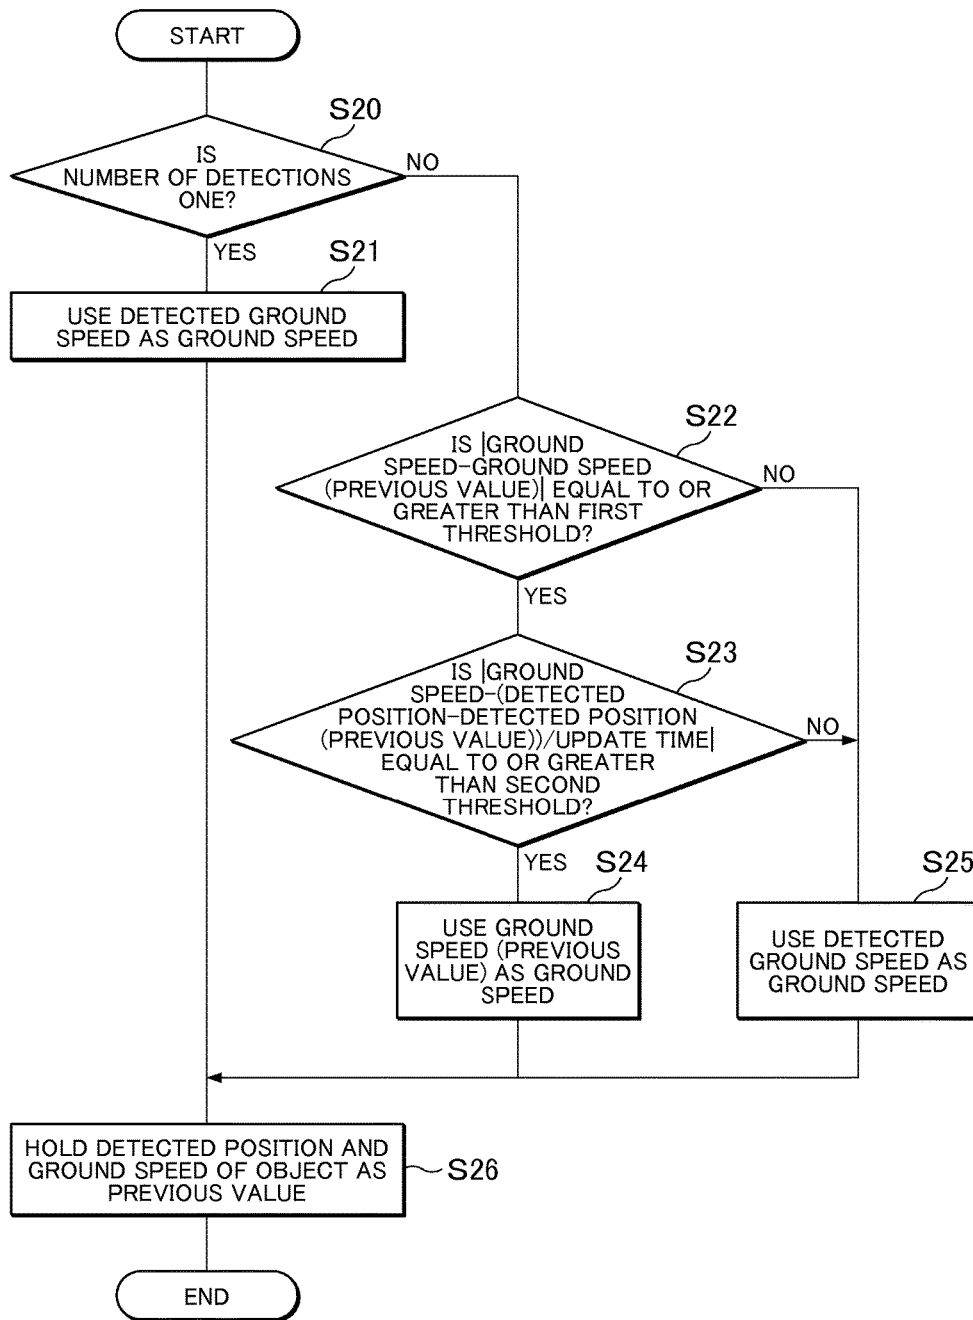 START
S20
IS
NUMBER OF DETECTIONS
ONE?
NO
YES
S21
USE DETECTED GROUND
SPEED AS GROUND SPEED
S22
IS |GROUND
SPEED-GROUND SPEED
(PREVIOUS VALUE)| EQUAL TO OR
GREATER THAN FIRST
THRESHOLD?
NO
YES
S23
IS |GROUND
SPEED-(DETECTED
POSITION-DETECTED POSITION
(PREVIOUS VALUE))/UPDATE TIME|
EQUAL TO OR GREATER
THAN SECOND
THRESHOLD?
NO
YES
S24
USE GROUND
SPEED (PREVIOUS
VALUE) AS GROUND
SPEED
S25
USE DETECTED
GROUND SPEED AS
GROUND SPEED
HOLD DETECTED POSITION AND
GROUND SPEED OF OBJECT AS
PREVIOUS VALUE
S26
END